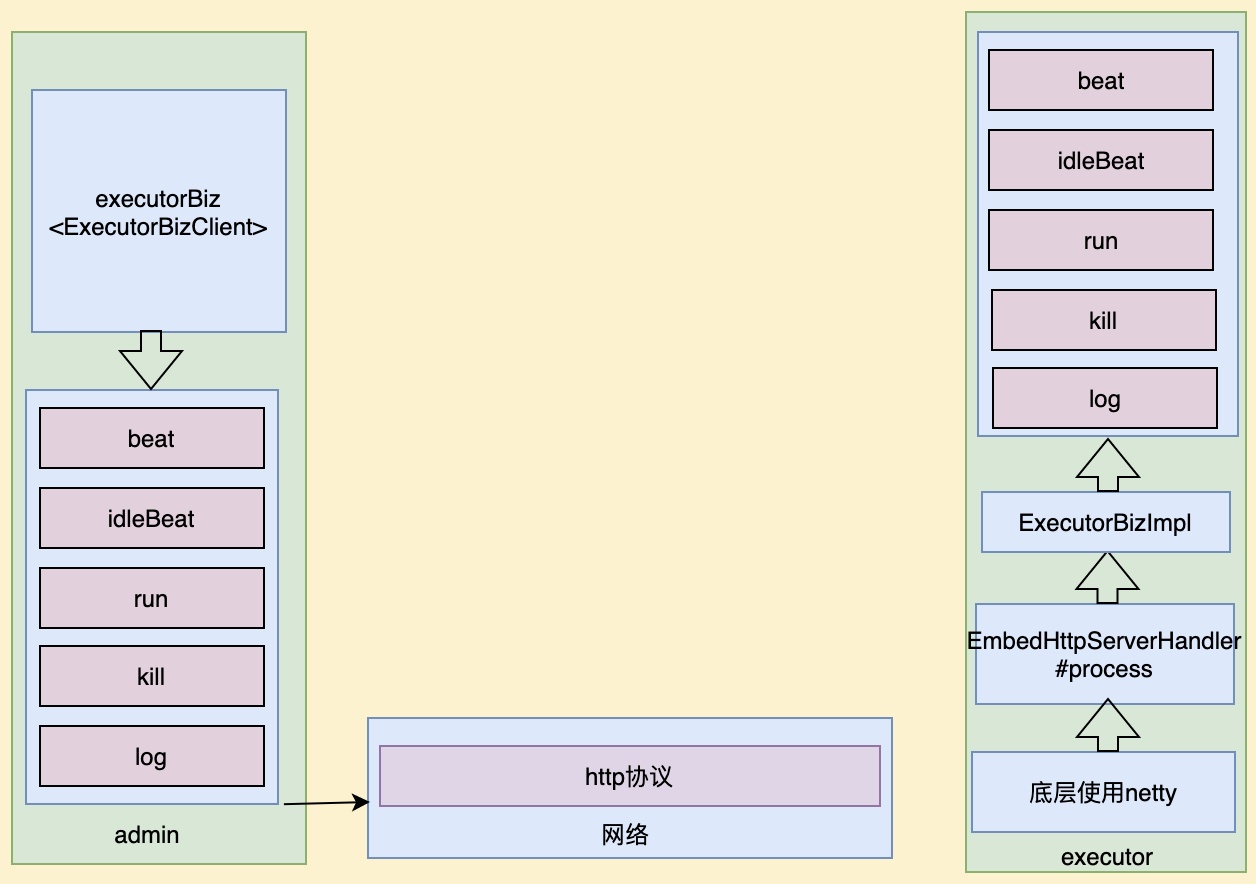 executorBiz
<ExecutorBizClient>
beat
idleBeat
run
kill
log
admin
http协议
网络
beat
idleBeat
run
kill
log
ExecutorBizImpl
EmbedHttpServerHandler
#process
底层使用netty
executor